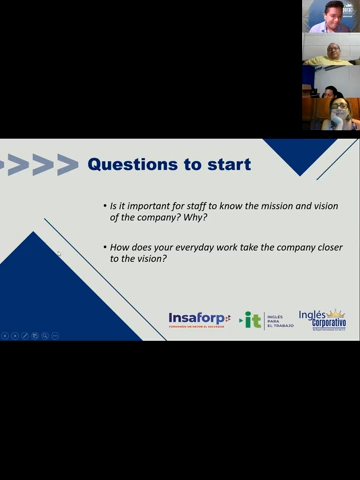 Questions to start
• Is it important for staff to know the mission and vision
of the company? Why?
• How does your everyday work take the company closer
to the vision?
Insaforp
it
INGLÉS
PARA
EL TRABAJO
Inglés
Corporativo